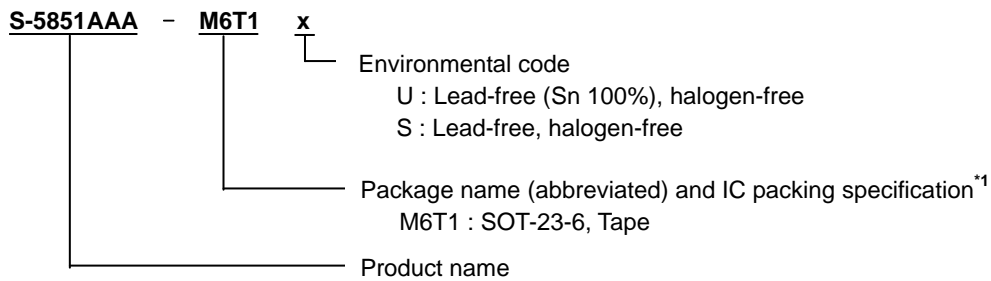 S-5851AAA - M6T1 x
Environmental code
U : Lead-free (Sn 100%), halogen-free
S : Lead-free, halogen-free
Package name (abbreviated) and IC packing specification*1
M6T1 : SOT-23-6, Tape
Product name